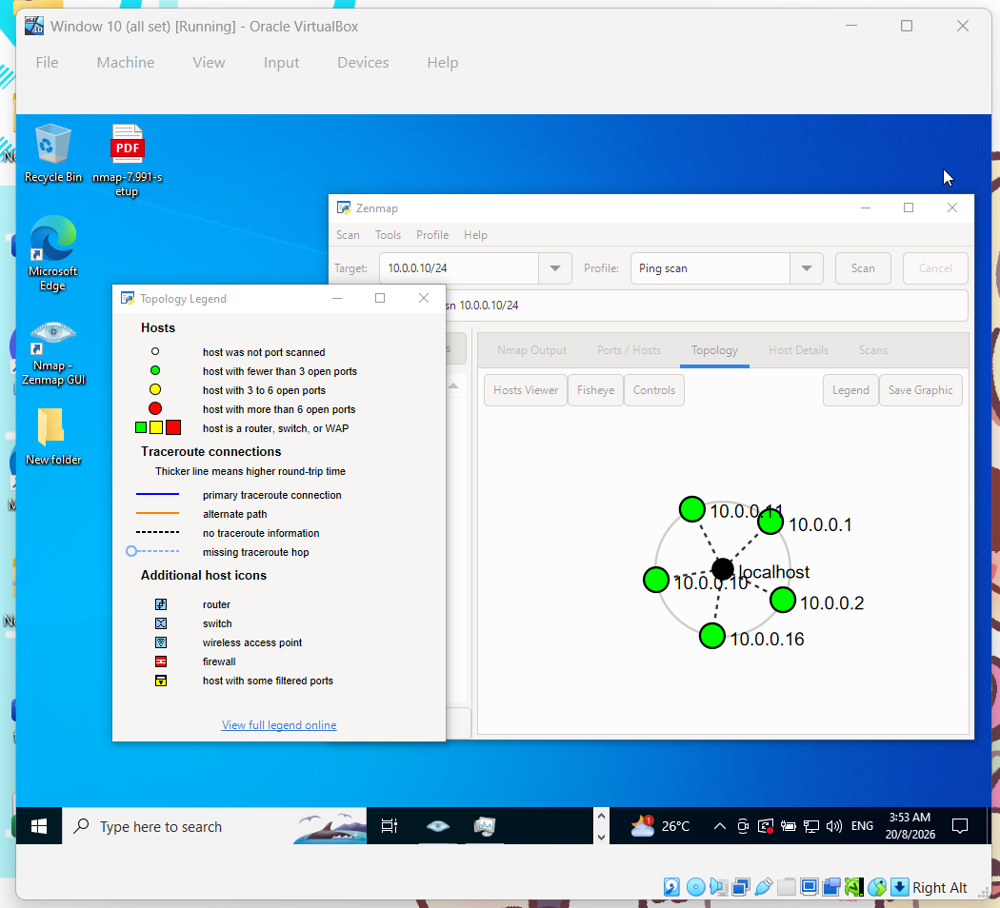 Window 10 (all set) [Running] - Oracle VirtualBox
File Machine View Input Devices Help
Recycle Bin
PDF
nmap-7.991-s
etup
Microsoft
Edge
Nmap -
Zenmap GUI
New folder
Zenmap
Scan Tools Profile Help
Target: 10.0.0.10/24 Profile: Ping scan Scan Cancel
sn 10.0.0.10/24
s
Nmap Output Ports / Hosts Topology Host Details Scans
Hosts Viewer Fisheye Controls Legend Save Graphic
10.0.0.11
10.0.0.1
localhost
10.0.0.10
10.0.0.2
10.0.0.16
Topology Legend
Hosts
host was not port scanned
host with fewer than 3 open ports
host with 3 to 6 open ports
host with more than 6 open ports
host is a router, switch, or WAP
Traceroute connections
Thicker line means higher round-trip time
primary traceroute connection
alternate path
no traceroute information
missing traceroute hop
Additional host icons
router
switch
wireless access point
firewall
host with some filtered ports
View full legend online
Type here to search
1
26°C
ENG
3:53 AM
20/8/2026
Right Alt